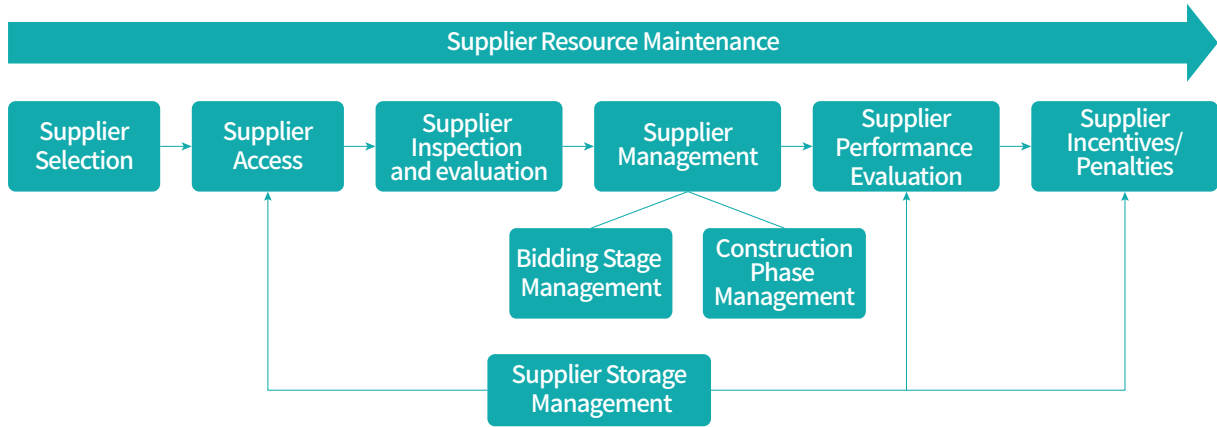 Supplier Resource Maintenance
Supplier
Selection
Supplier
Access
Supplier
Inspection
and evaluation
Supplier
Management
Supplier
Performance
Evaluation
Supplier
Incentives/
Penalties
Bidding Stage
Management
Construction
Phase
Management
Supplier Storage
Management